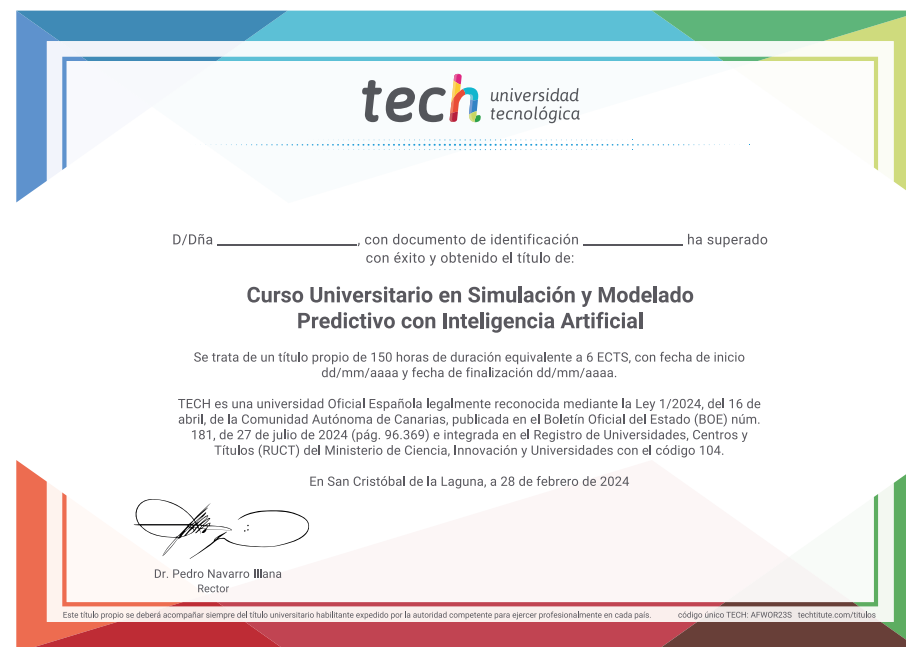 tech universidad
tecnológica
D/Dña ________________, con documento de identificación ____________ ha superado
con éxito y obtenido el título de:
Curso Universitario en Simulación y Modelado
Predictivo con Inteligencia Artificial
Se trata de un título propio de 150 horas de duración equivalente a 6 ECTS, con fecha de inicio
dd/mm/aaaa y fecha de finalización dd/mm/aaaa.
TECH es una universidad Oficial Española legalmente reconocida mediante la Ley 1/2024, del 16 de
abril, de la Comunidad Autónoma de Canarias, publicada en el Boletín Oficial del Estado (BOE) núm.
181, de 27 de julio de 2024 (pág. 96.369) e integrada en el Registro de Universidades, Centros y
Títulos (RUCT) del Ministerio de Ciencia, Innovación y Universidades con el código 104.
En San Cristóbal de la Laguna, a 28 de febrero de 2024
Dr. Pedro Navarro Illana
Rector
Este título propio se deberá acompañar siempre del título universitario habilitante expedido por la autoridad competente para ejercer profesionalmente en cada país. código único TECH: AFWOR23S techtitute.com/titulos